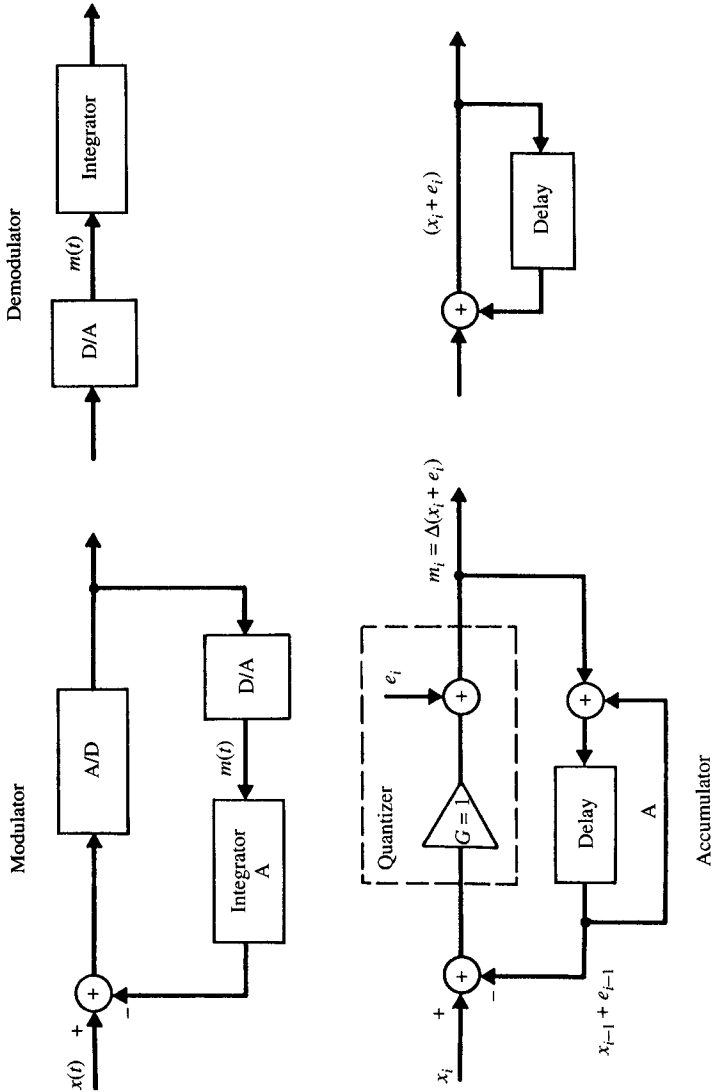 Modulator
Demodulator
x(t)
+
+
−
A/D
D/A
m(t)
Integrator
A
D/A
m(t)
Integrator
Quantizer
x_i
+
+
−
G = 1
e_i
+
m_i = Δ(x_i + e_i)
+
Delay
A
x_{i−1} + e_{i−1}
Accumulator
+
(x_i + e_i)
Delay